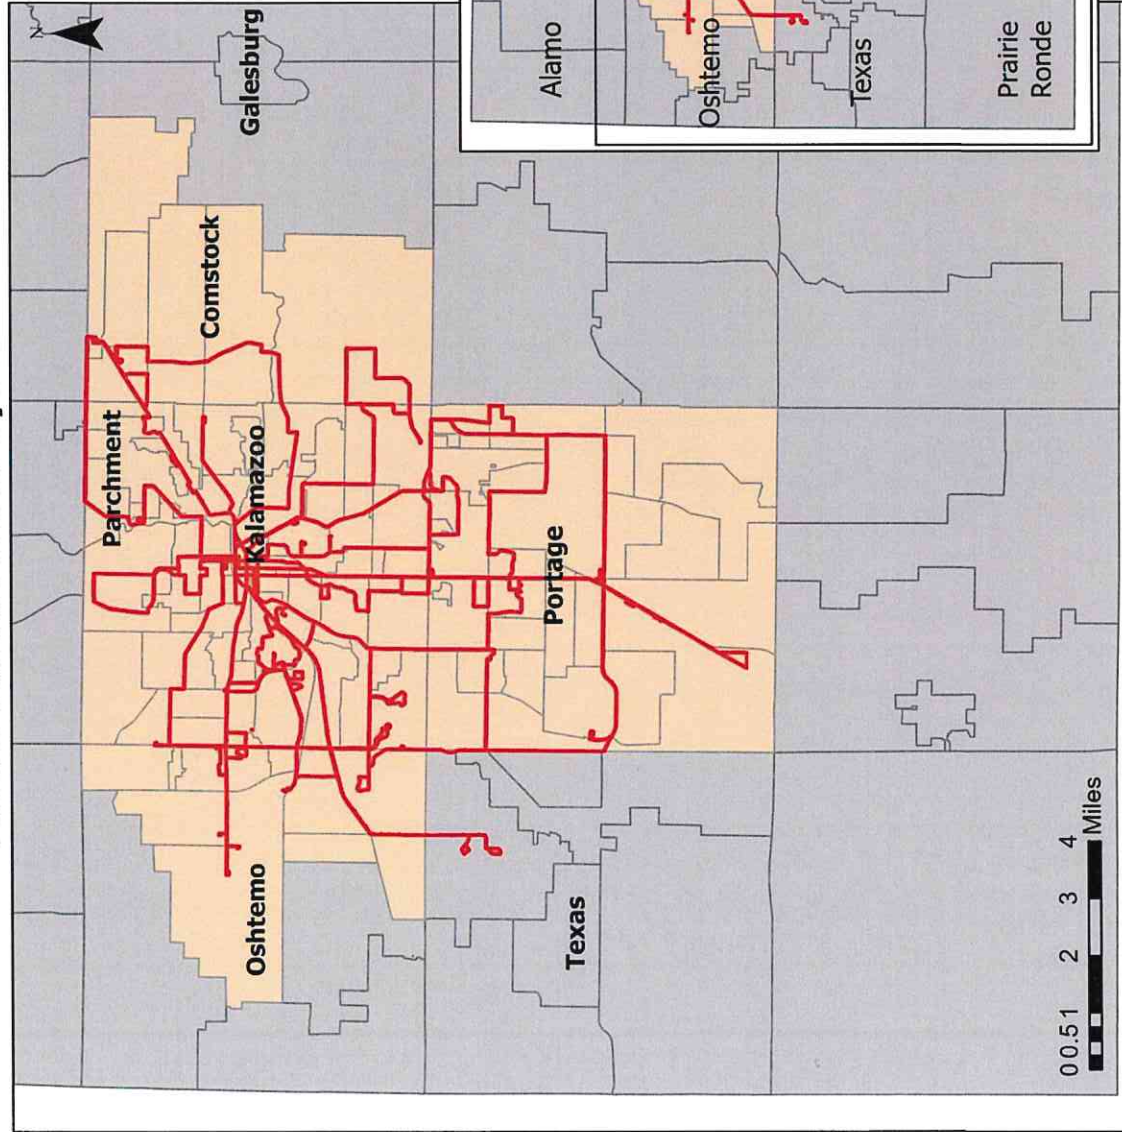 N
Galesburg
Comstock
Parchment
Kalamazoo
Portage
Oshtemo
Texas
0 0.5 1 2 3 4
Miles
Alamo
Oshtemo
Texas
Prairie
Ronde